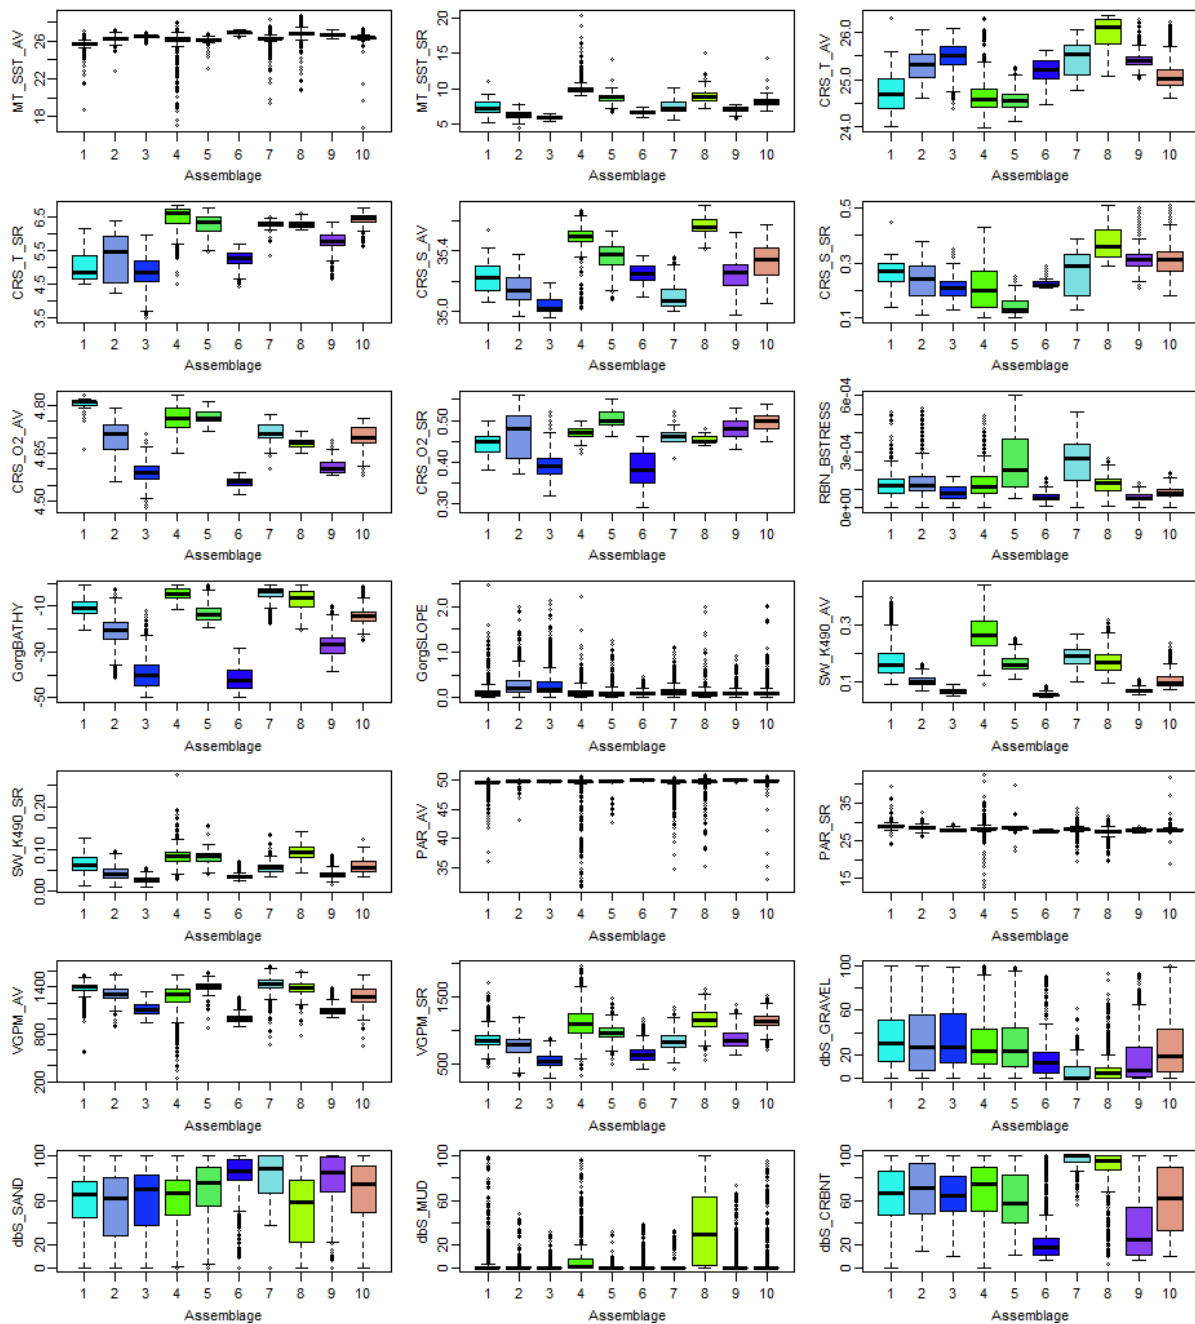 MT_SST_AV
26
22
18
1 2 3 4 5 6 7 8 9 10
Assemblage
MT_SST_SR
20
15
10
5
1 2 3 4 5 6 7 8 9 10
Assemblage
CRS_T_AV
26.0
25.0
24.0
1 2 3 4 5 6 7 8 9 10
Assemblage
CRS_T_SR
6.5
5.5
4.5
3.5
1 2 3 4 5 6 7 8 9 10
Assemblage
CRS_S_AV
35.4
35.0
1 2 3 4 5 6 7 8 9 10
Assemblage
CRS_S_SR
0.5
0.3
0.1
1 2 3 4 5 6 7 8 9 10
Assemblage
CRS_O2_AV
4.80
4.65
4.50
1 2 3 4 5 6 7 8 9 10
Assemblage
CRS_O2_SR
0.50
0.40
0.30
1 2 3 4 5 6 7 8 9 10
Assemblage
RBN_BSTRESS
6e-04
3e-04
0e+00
1 2 3 4 5 6 7 8 9 10
Assemblage
GorgBATHY
-10
-30
-50
1 2 3 4 5 6 7 8 9 10
Assemblage
GorgSLOPE
2.0
1.0
0.0
1 2 3 4 5 6 7 8 9 10
Assemblage
SW_K490_AV
0.3
0.1
1 2 3 4 5 6 7 8 9 10
Assemblage
SW_K490_SR
0.20
0.10
0.00
1 2 3 4 5 6 7 8 9 10
Assemblage
PAR_AV
50
45
40
35
1 2 3 4 5 6 7 8 9 10
Assemblage
PAR_SR
35
25
15
1 2 3 4 5 6 7 8 9 10
Assemblage
VGPM_AV
1400
800
200
1 2 3 4 5 6 7 8 9 10
Assemblage
VGPM_SR
1500
500
1 2 3 4 5 6 7 8 9 10
Assemblage
dbS_GRAVEL
100
60
20
0
1 2 3 4 5 6 7 8 9 10
Assemblage
dbS_SAND
100
60
20
0
1 2 3 4 5 6 7 8 9 10
Assemblage
dbS_MUD
100
60
20
0
1 2 3 4 5 6 7 8 9 10
Assemblage
dbS_CRBNT
100
60
20
0
1 2 3 4 5 6 7 8 9 10
Assemblage